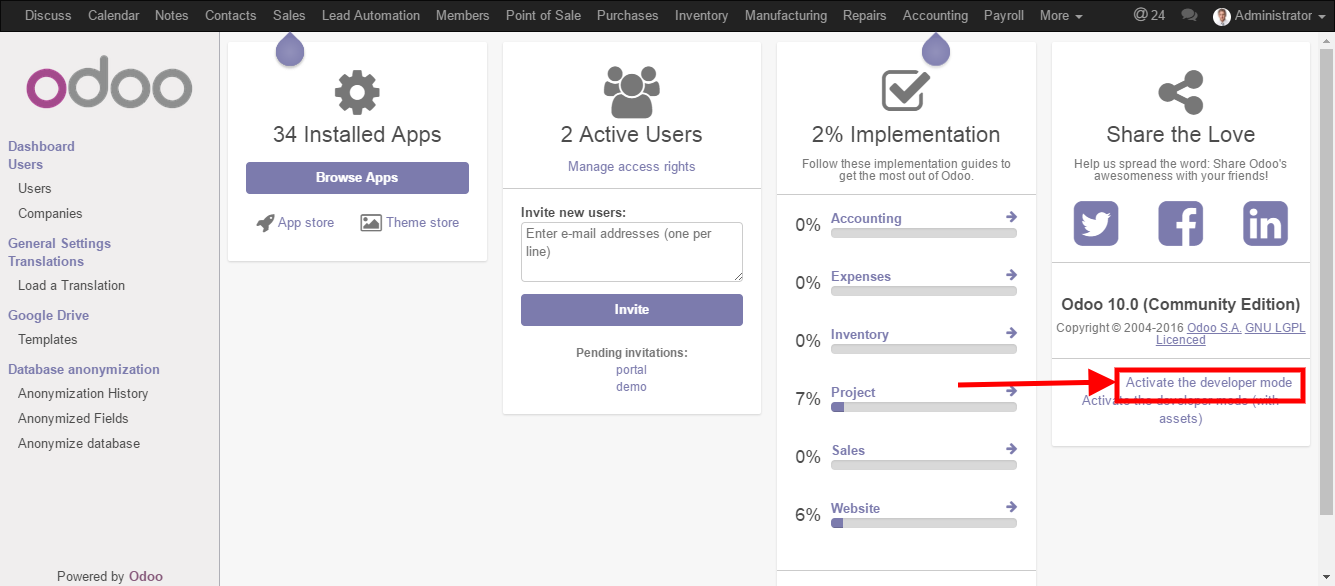 Discuss Calendar Notes Contacts Sales Lead Automation Members Point of Sale Purchases Inventory Manufacturing Repairs Accounting Payroll More @ 24 Administrator
odoo
Dashboard
Users
Users
Companies
General Settings
Translations
Load a Translation
Google Drive
Templates
Database anonymization
Anonymization History
Anonymized Fields
Anonymize database
Powered by Odoo
34 Installed Apps
Browse Apps
App store Theme store
2 Active Users
Manage access rights
Invite new users:
Enter e-mail addresses (one per
line)
Invite
Pending invitations:
portal
demo
2% Implementation
Follow these implementation guides to
get the most out of Odoo.
0% Accounting
0% Expenses
0% Inventory
7% Project
0% Sales
6% Website
Share the Love
Help us spread the word: Share Odoo's
awesomeness with your friends!
f in
Odoo 10.0 (Community Edition)
Copyright © 2004-2016 Odoo S.A. GNU LGPL
Licenced
Activate the developer mode
Activate the developer mode (with
assets)